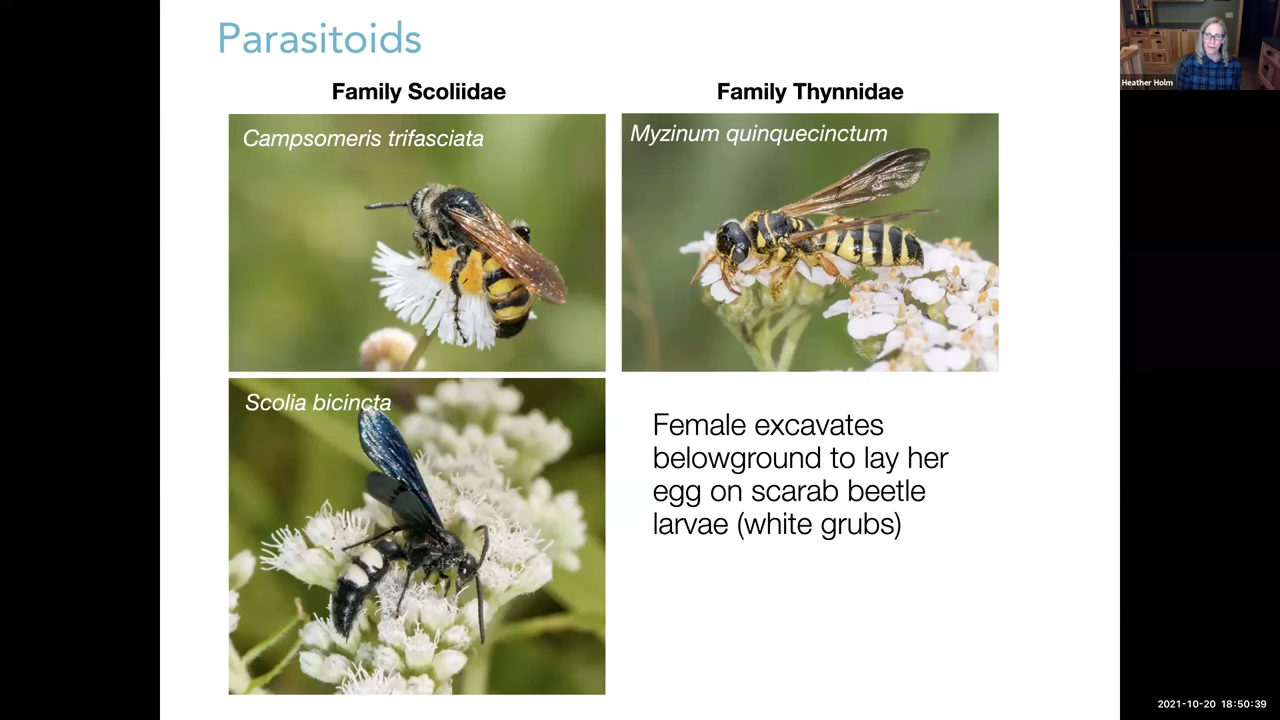 Parasitoids
Family Scoliidae
Family Thynnidae
Campsomeris trifasciata
Myzinum quinquecinctum
Scolia bicincta
Female excavates
belowground to lay her
egg on scarab beetle
larvae (white grubs)
Heather Holm
2021-10-20 18:50:39